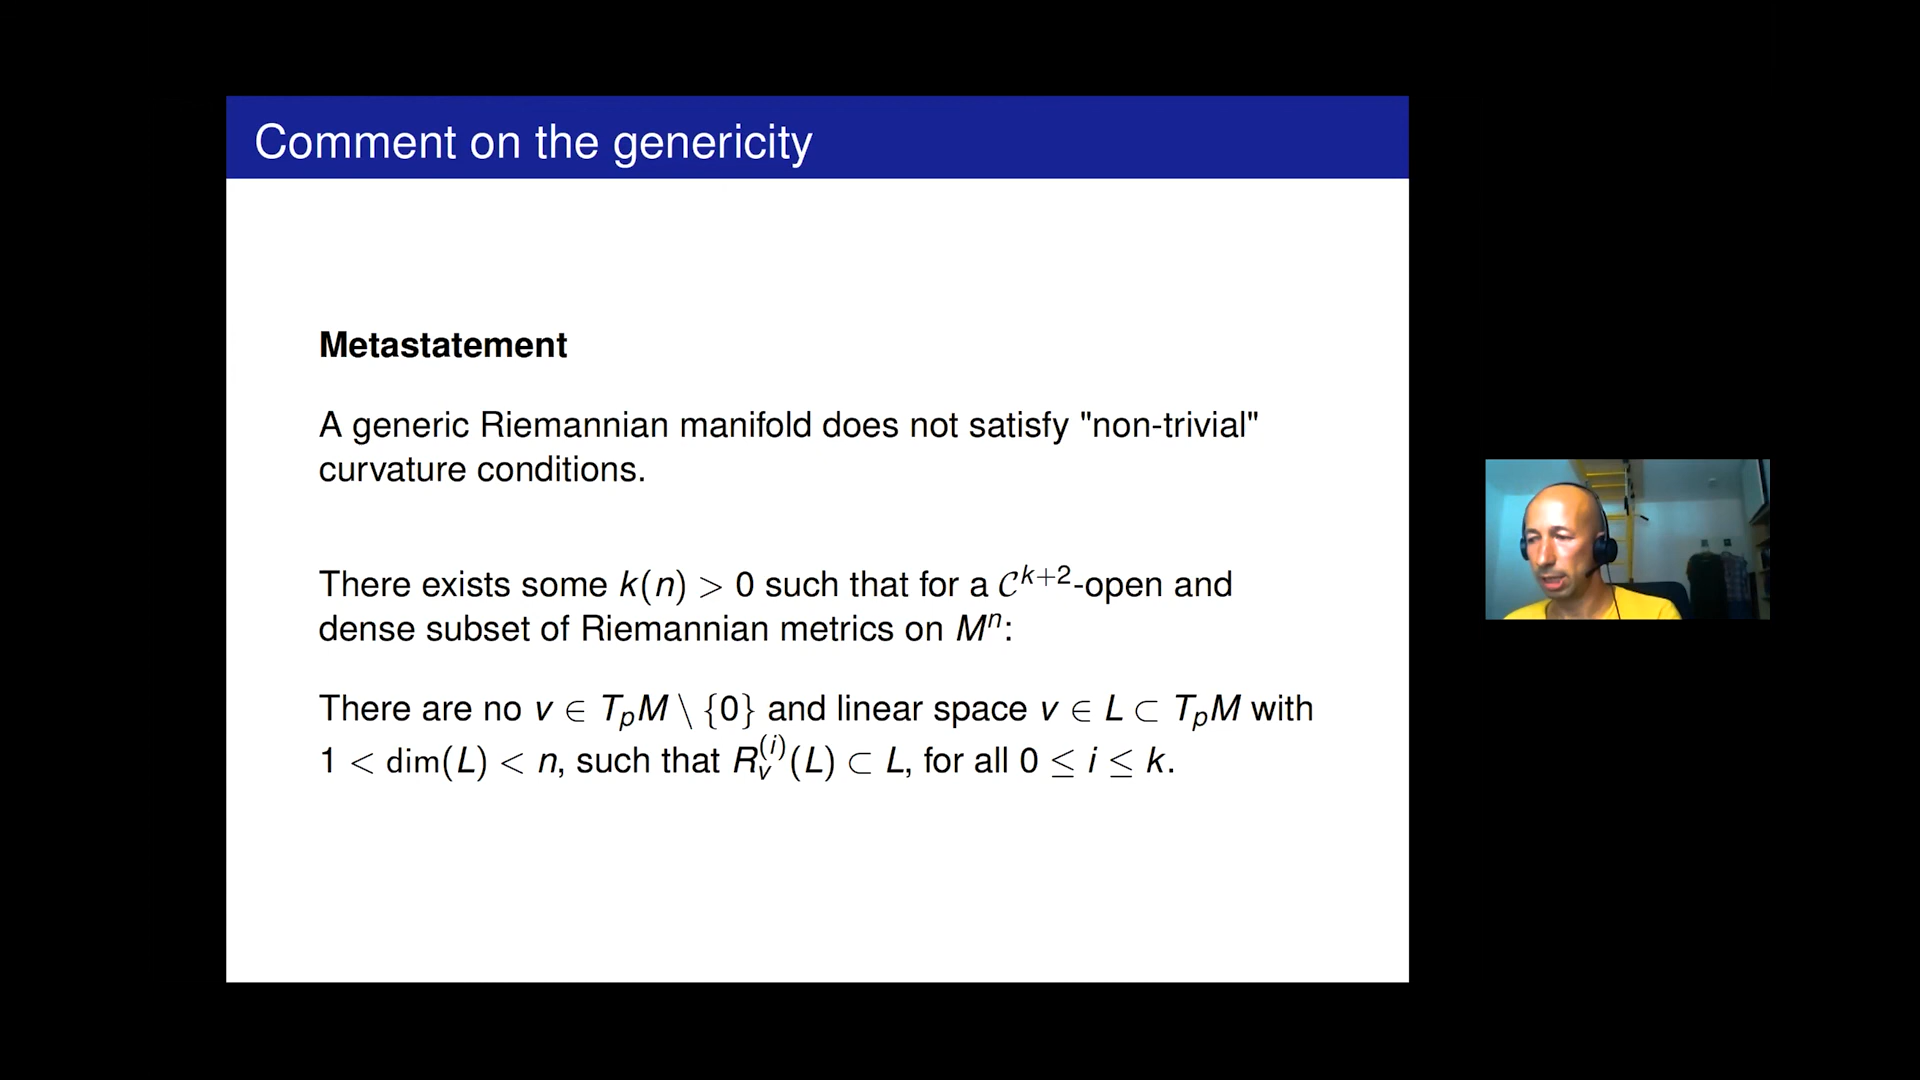 Comment on the genericity
Metastatement
A generic Riemannian manifold does not satisfy "non-trivial"
curvature conditions.
There exists some k(n) > 0 such that for a 𝒞^{k+2}-open and
dense subset of Riemannian metrics on Mⁿ:
There are no v ∈ T_pM \ {0} and linear space v ∈ L ⊂ T_pM with
1 < dim(L) < n, such that R_v^{(i)}(L) ⊂ L, for all 0 ≤ i ≤ k.